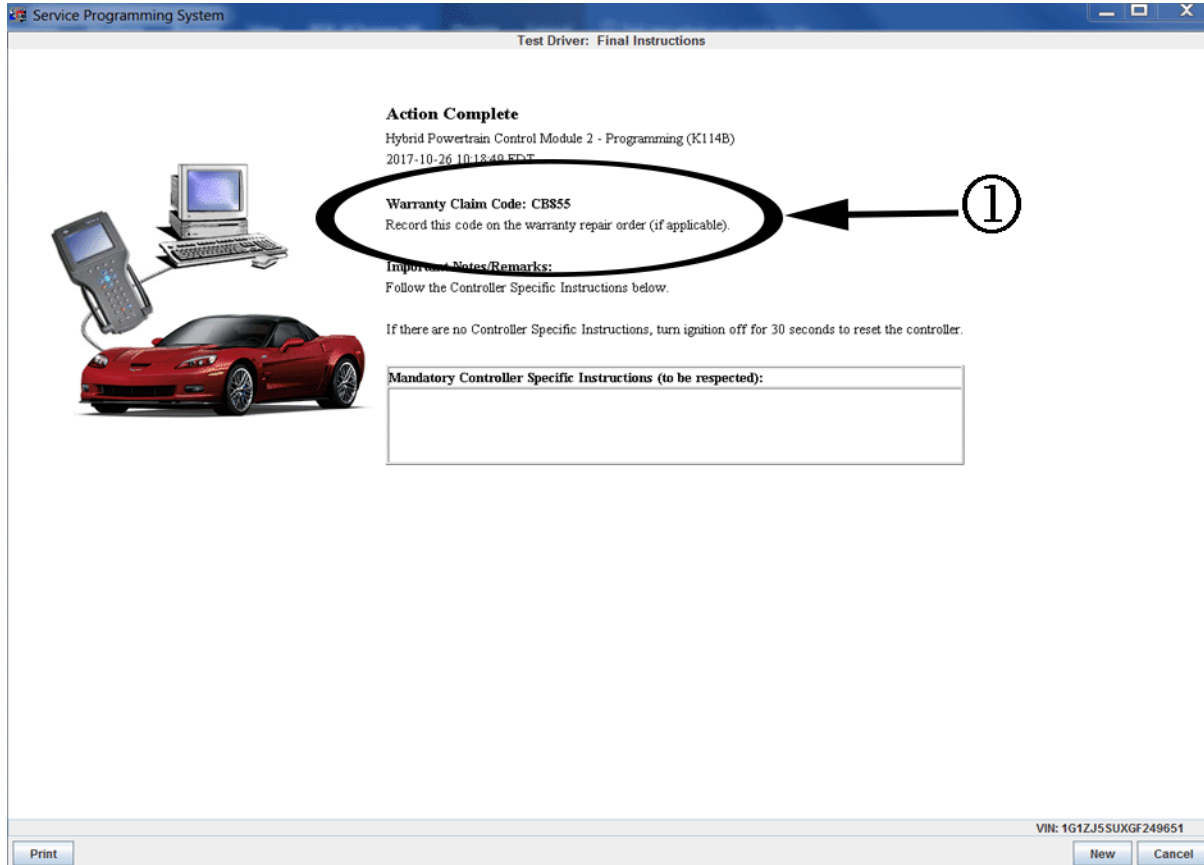 Service Programming System
Test Driver: Final Instructions
Action Complete
Hybrid Powertrain Control Module 2 - Programming (K114B)
2017-10-26 10:18:49 EDT
Warranty Claim Code: CB855
Record this code on the warranty repair order (if applicable).
①
Important Notes/Remarks:
Follow the Controller Specific Instructions below.
If there are no Controller Specific Instructions, turn ignition off for 30 seconds to reset the controller.
Mandatory Controller Specific Instructions (to be respected):
VIN: 1G1ZJ5SUXGF249651
Print
New
Cancel